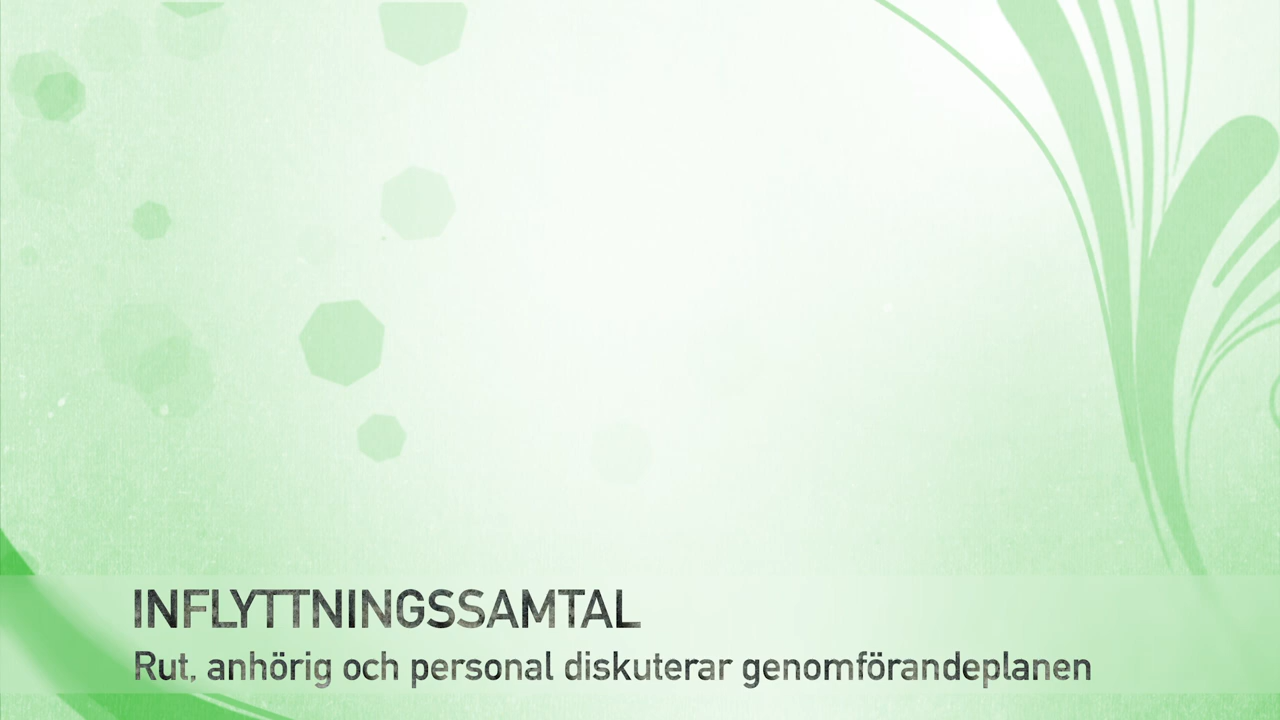 INFLYTTNINGSSAMTAL
Rut, anhörig och personal diskuterar genomförandeplanen